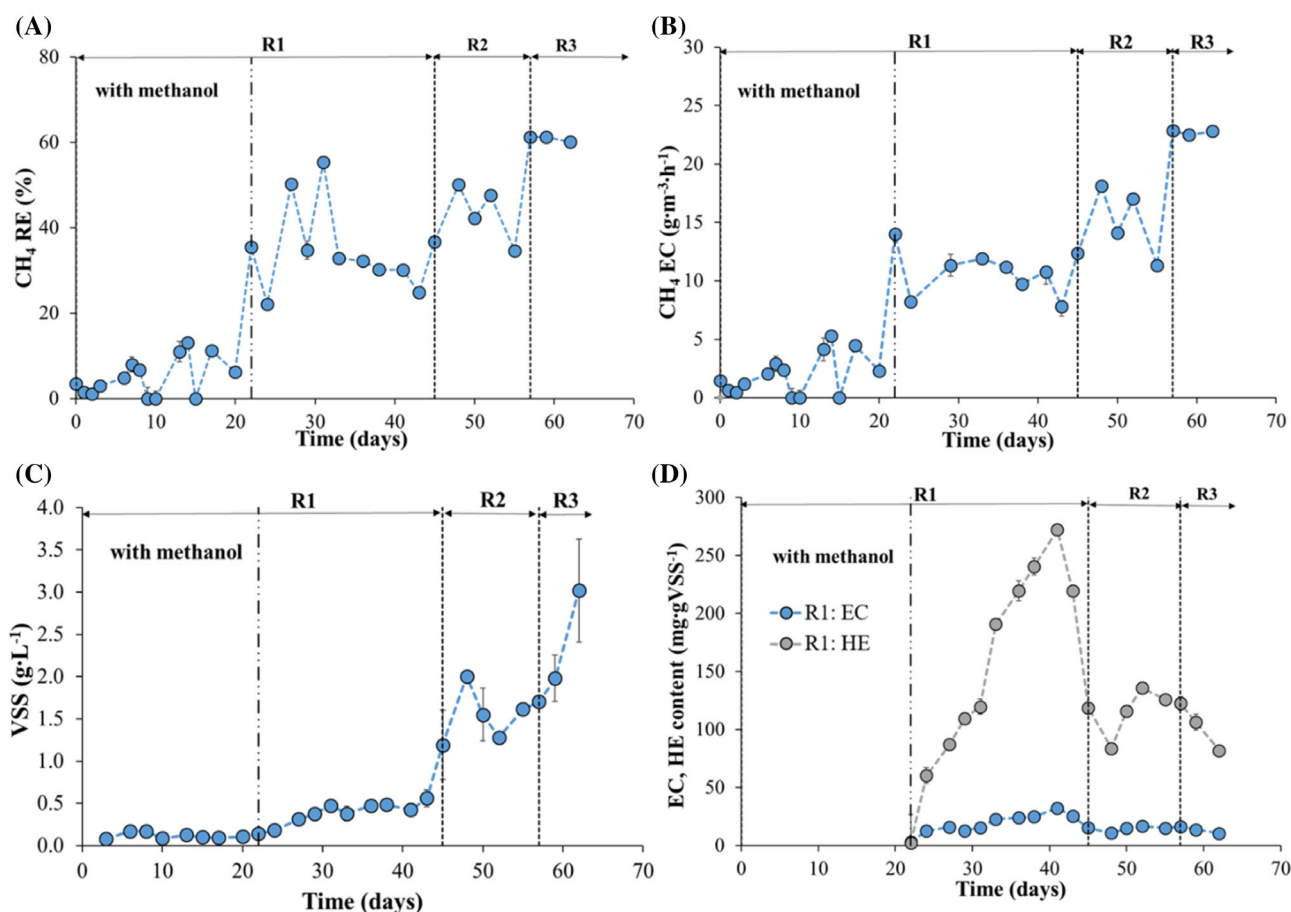 (A)
R1
R2
R3
80
60
40
20
0
with methanol
CH₄ RE (%)
0 10 20 30 40 50 60 70
Time (days)
(B)
R1
R2
R3
30
25
20
15
10
5
0
with methanol
CH₄ EC (g·m⁻³·h⁻¹)
0 10 20 30 40 50 60 70
Time (days)
(C)
R1
R2
R3
4.0
3.5
3.0
2.5
2.0
1.5
1.0
0.5
0.0
with methanol
VSS (g·L⁻¹)
0 10 20 30 40 50 60 70
Time (days)
(D)
R1
R2
R3
300
250
200
150
100
50
0
with methanol
R1: EC
R1: HE
EC, HE content (mg·gVSS⁻¹)
0 10 20 30 40 50 60 70
Time (days)